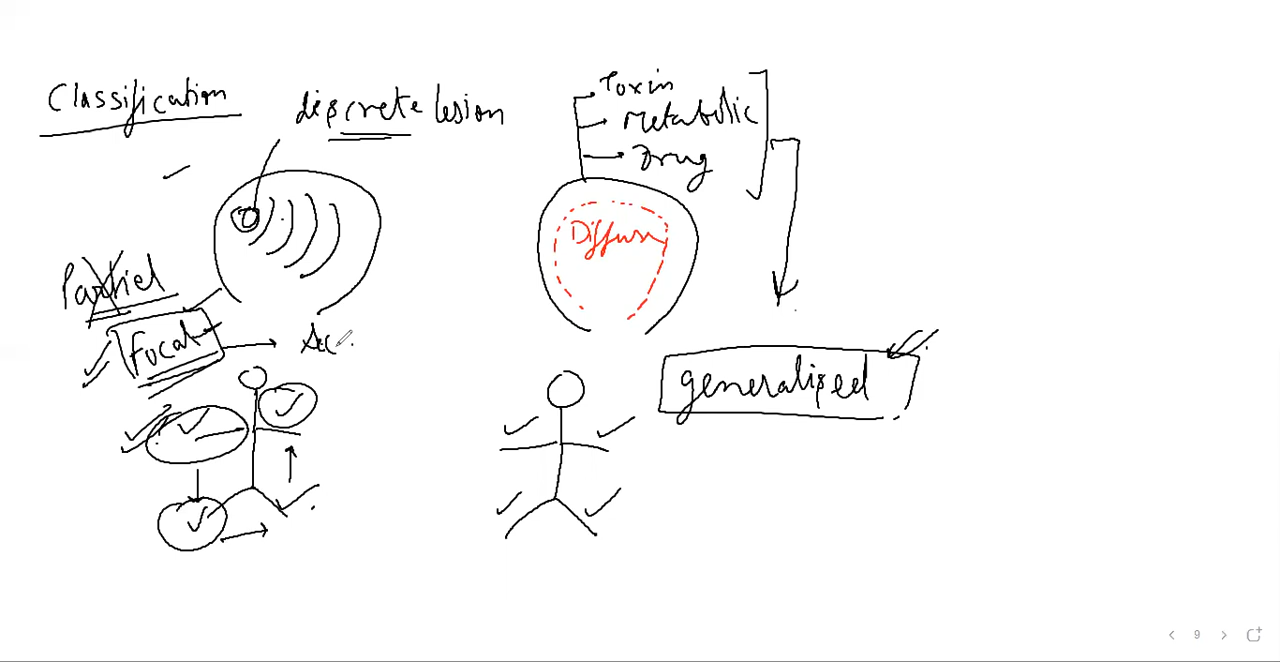 Classification
discrete lesion
Toxin
metabolic
Drug
Diffuse
Partial
Focal
generalised
9